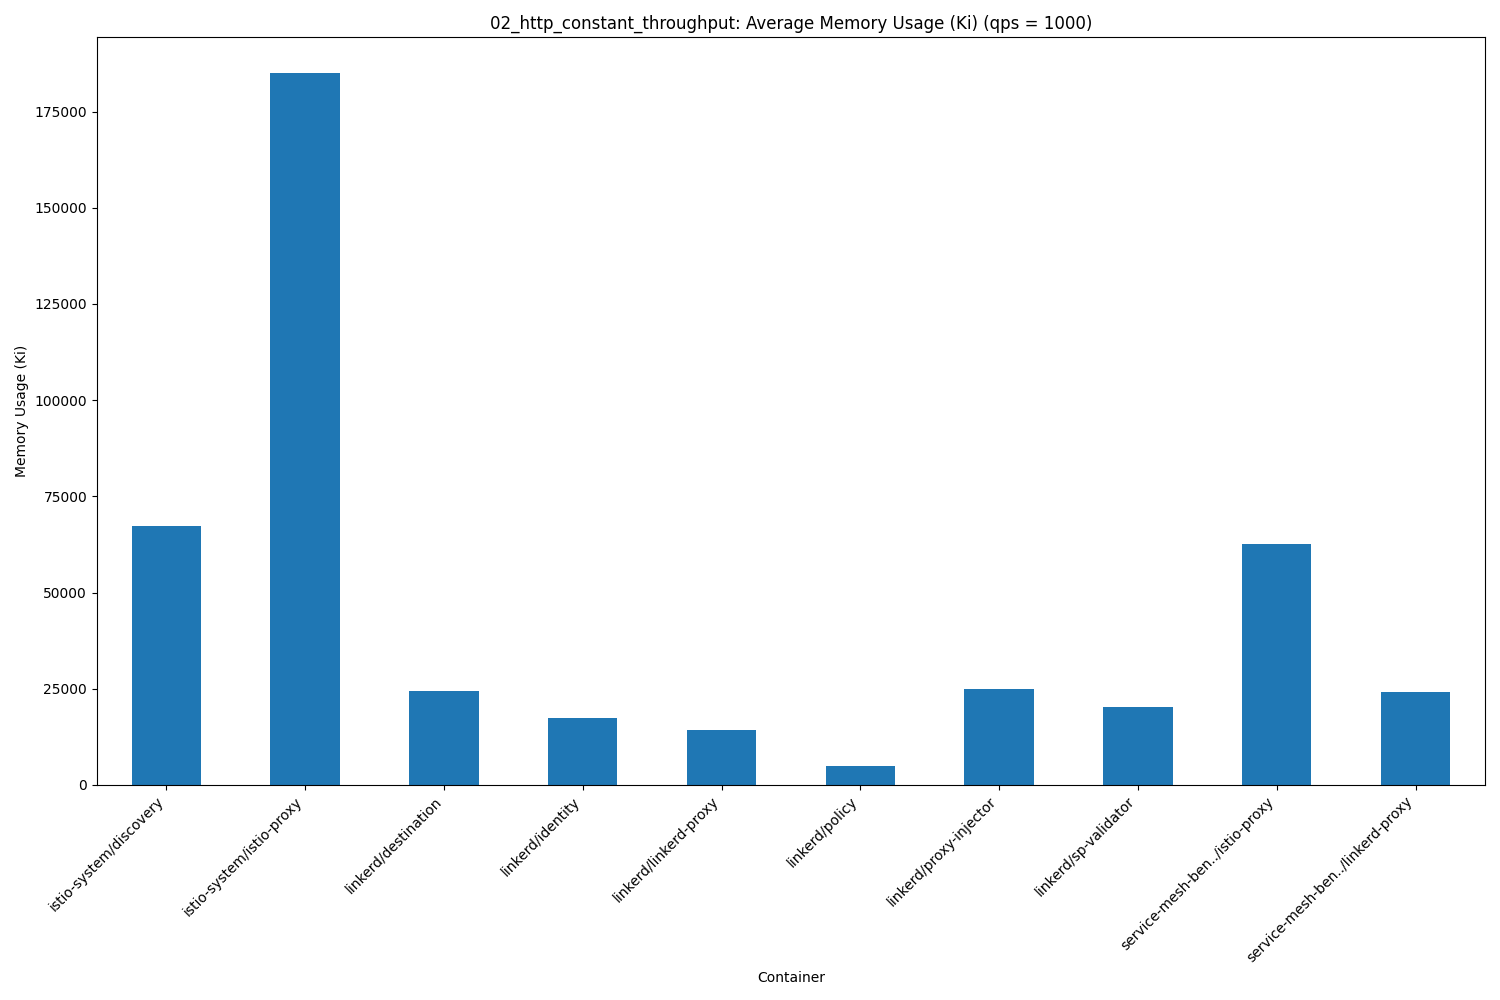 02_http_constant_throughput: Average Memory Usage (Ki) (qps = 1000)
Memory Usage (Ki)
175000
150000
125000
100000
75000
50000
25000
0
istio-system/discovery
istio-system/istio-proxy
linkerd/destination
linkerd/identity
linkerd/linkerd-proxy
linkerd/policy
linkerd/proxy-injector
linkerd/sp-validator
service-mesh-ben../istio-proxy
service-mesh-ben../linkerd-proxy
Container